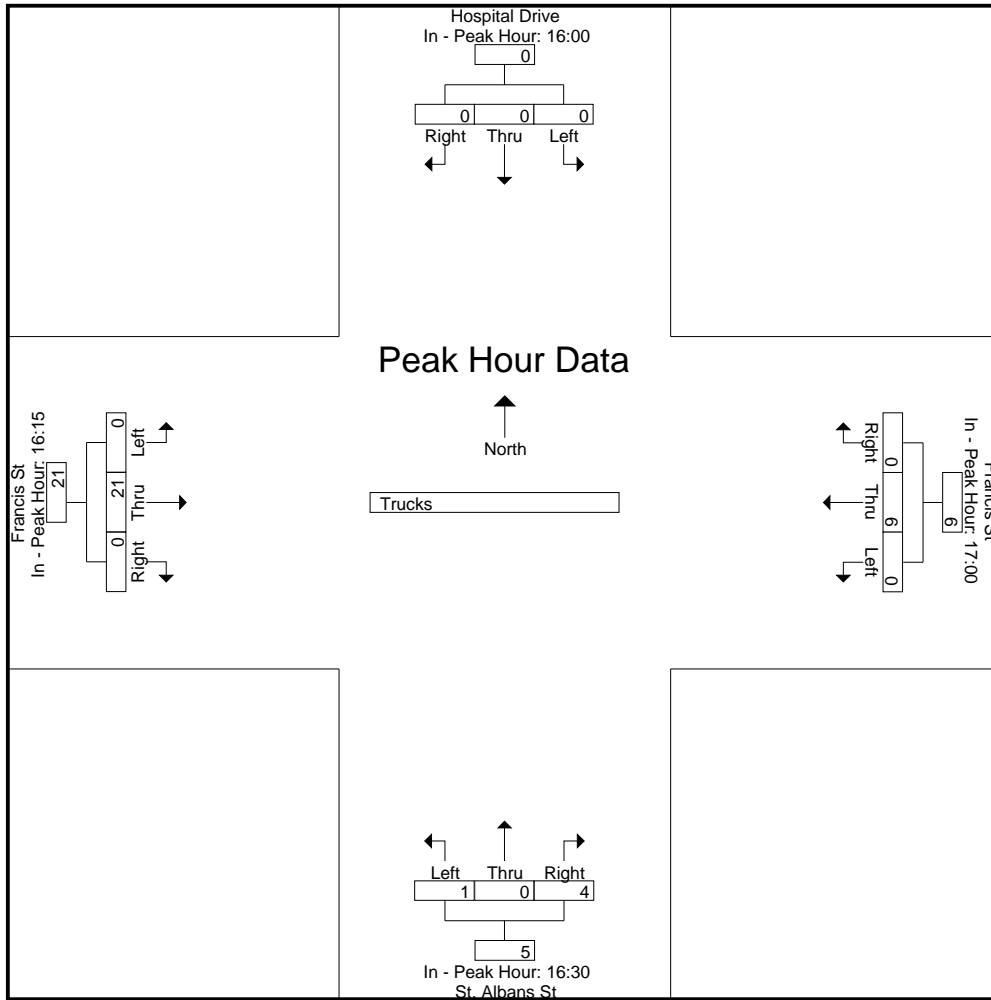 Hospital Drive
In - Peak Hour: 16:00
0
0 0 0
Right Thru Left
Peak Hour Data
North
Trucks
Francis St
In - Peak Hour: 16:15
21
0 21 0
Left Thru Right
Francis St
In - Peak Hour: 17:00
6
0 6 0
Right Thru Left
Left Thru Right
1 0 4
5
In - Peak Hour: 16:30
St. Albans St